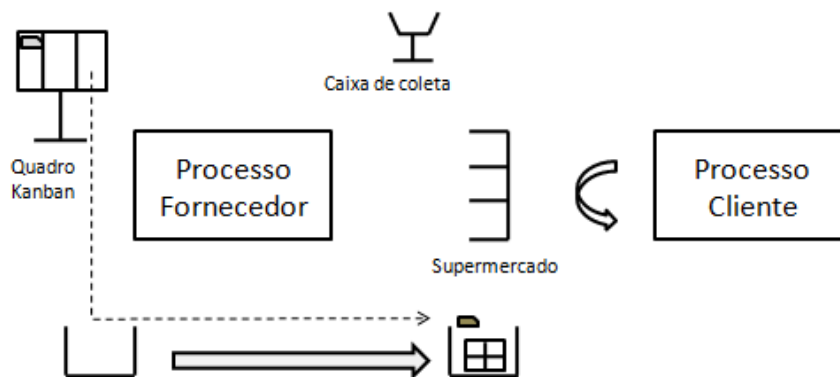 Caixa de coleta
Quadro
Kanban
Processo
Fornecedor
Processo
Cliente
Supermercado